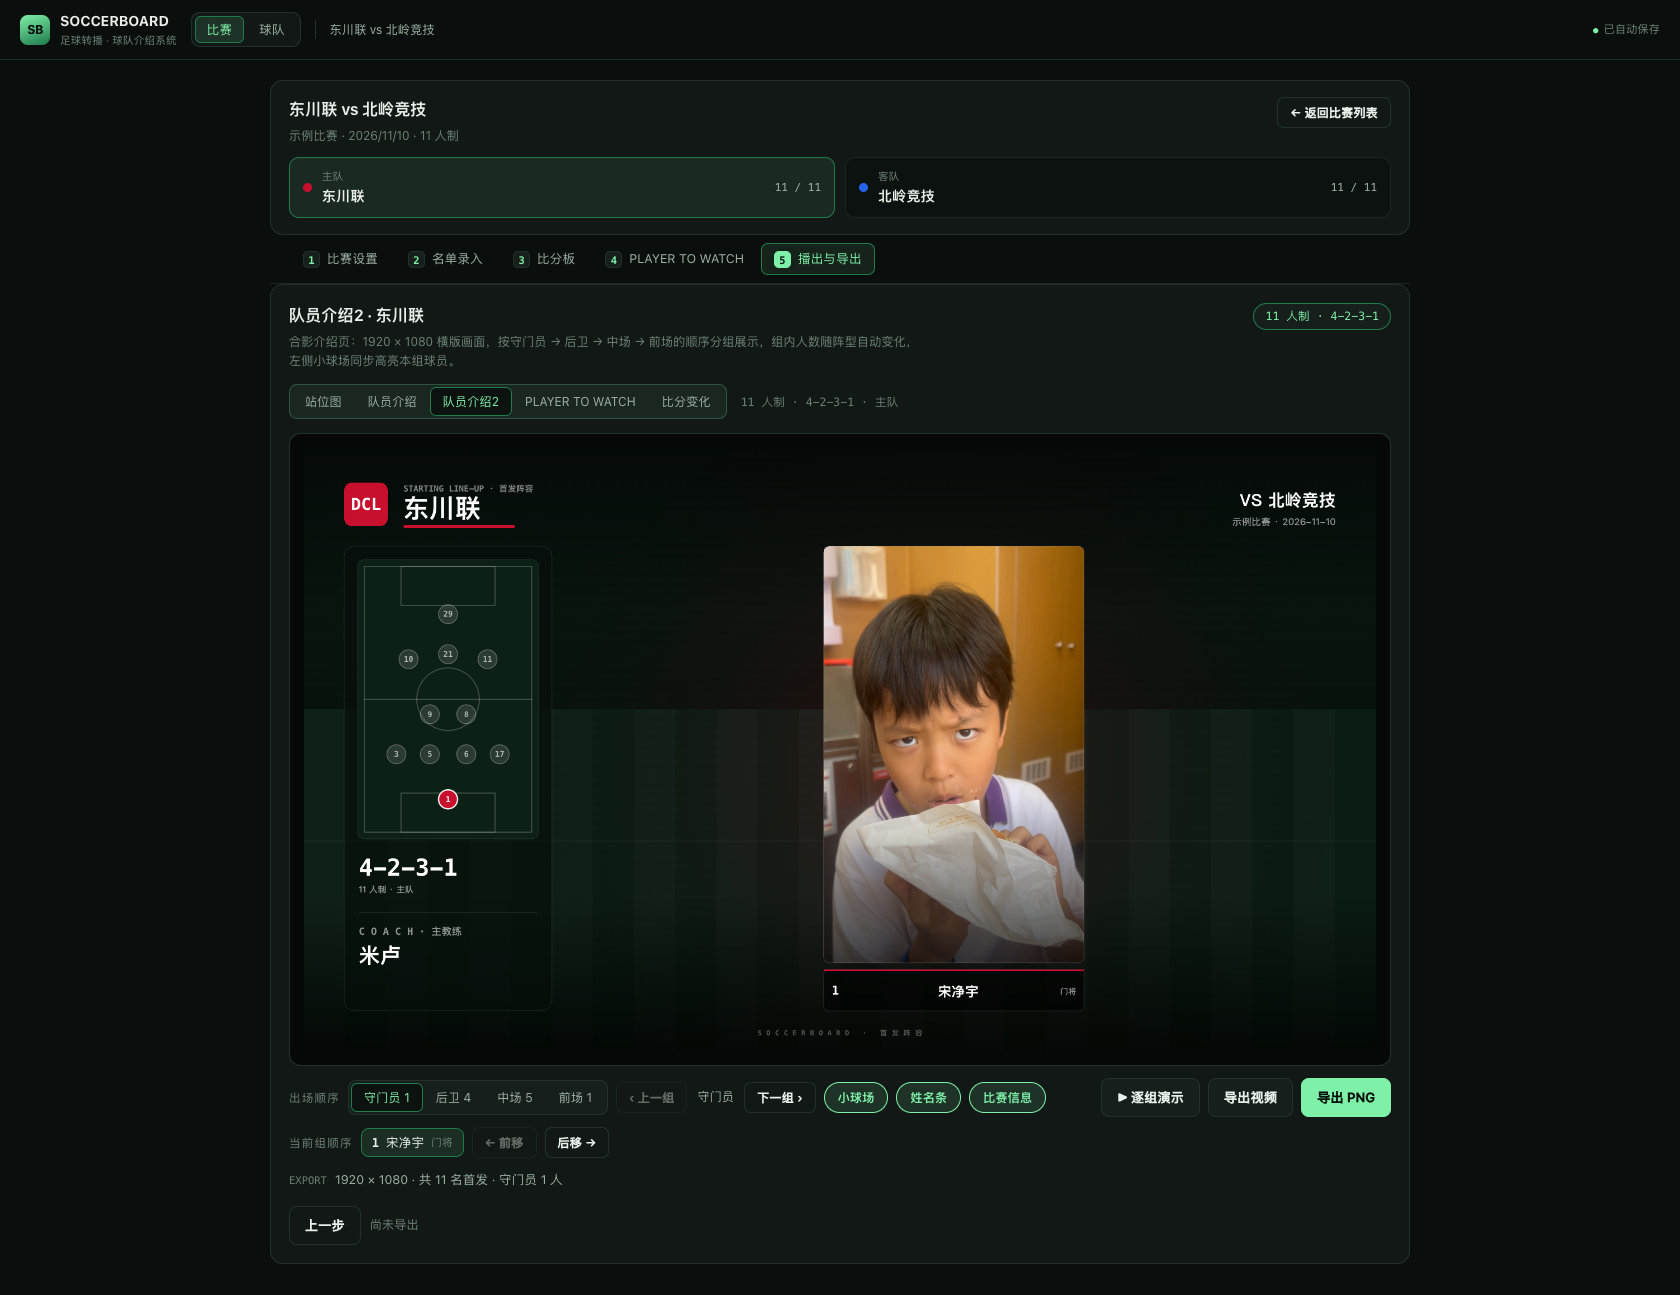 SB
SOCCERBOARD
足球转播 · 球队介绍系统
比赛
球队
东川联 vs 北岭竞技
已自动保存
东川联 vs 北岭竞技
示例比赛 · 2026/11/10 · 11 人制
← 返回比赛列表
主队
东川联
11 / 11
客队
北岭竞技
11 / 11
1 比赛设置
2 名单录入
3 比分板
4 PLAYER TO WATCH
5 播出与导出
队员介绍2 · 东川联
11 人制 · 4-2-3-1
合影介绍页：1920 × 1080 横版画面，按守门员 → 后卫 → 中场 → 前场的顺序分组展示，组内人数随阵型自动变化，
左侧小球场同步高亮本组球员。
站位图
队员介绍
队员介绍2
PLAYER TO WATCH
比分变化
11 人制 · 4-2-3-1 · 主队
DCL
STARTING LINE-UP · 首发阵容
东川联
VS 北岭竞技
示例比赛 · 2026-11-10
29
10
21
11
9
8
3
5
6
17
1
4-2-3-1
11 人制 · 主队
COACH · 主教练
米卢
1
宋净宇
门将
SOCCERBOARD · 首发阵容
出场顺序
守门员 1
后卫 4
中场 5
前场 1
‹ 上一组
守门员
下一组 ›
小球场
姓名条
比赛信息
▶ 逐组演示
导出视频
导出 PNG
当前组顺序
1 宋净宇 门将
← 前移
后移 →
EXPORT 1920 × 1080 · 共 11 名首发 · 守门员 1 人
上一步
尚未导出